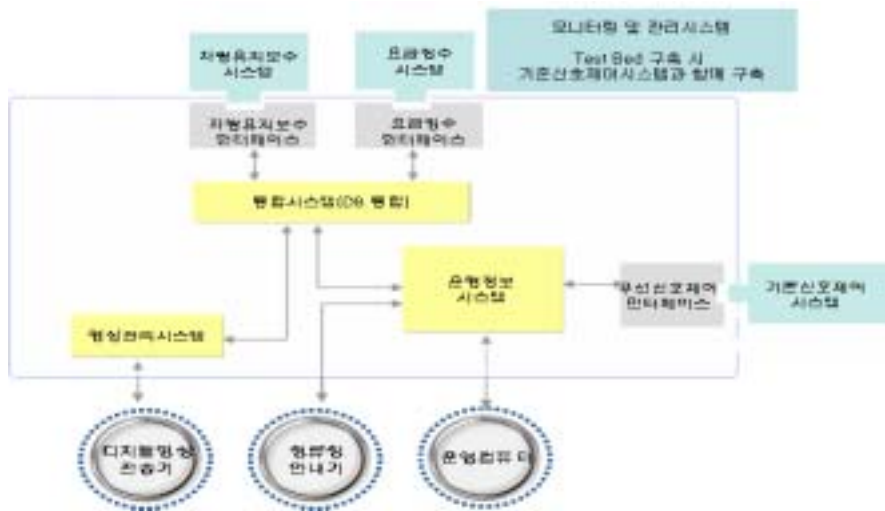 모니터링 및 관리시스템
Test Bed 구축 시
기존신호제어시스템과 함께 구축
차량유지보수
시스템
요금징수
시스템
차량유지보수
인터페이스
요금징수
인터페이스
통합시스템(DB 통합)
운행정보
시스템
우선신호제어
인터페이스
기존신호제어
시스템
영상관리시스템
디지털영상
전송기
정류장
안내기
운영컴퓨터